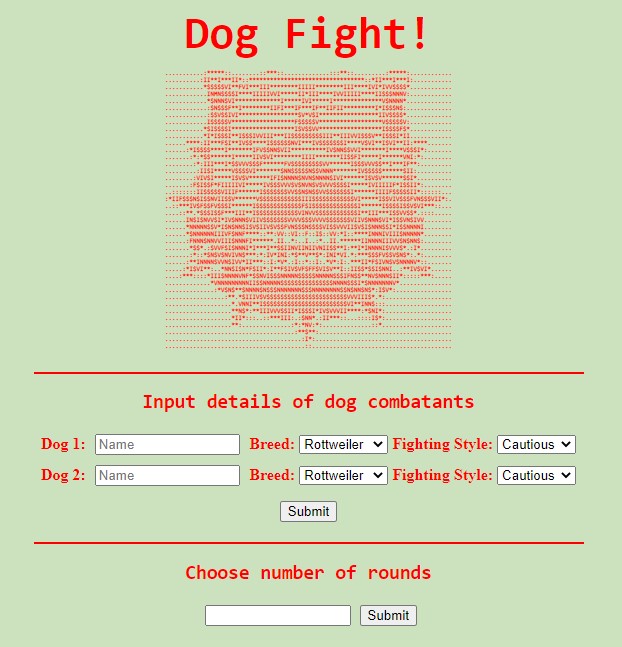 Dog Fight!
Input details of dog combatants
Dog 1: Name Breed: Rottweiler Fighting Style: Cautious
Dog 2: Name Breed: Rottweiler Fighting Style: Cautious
Submit
Choose number of rounds
Submit